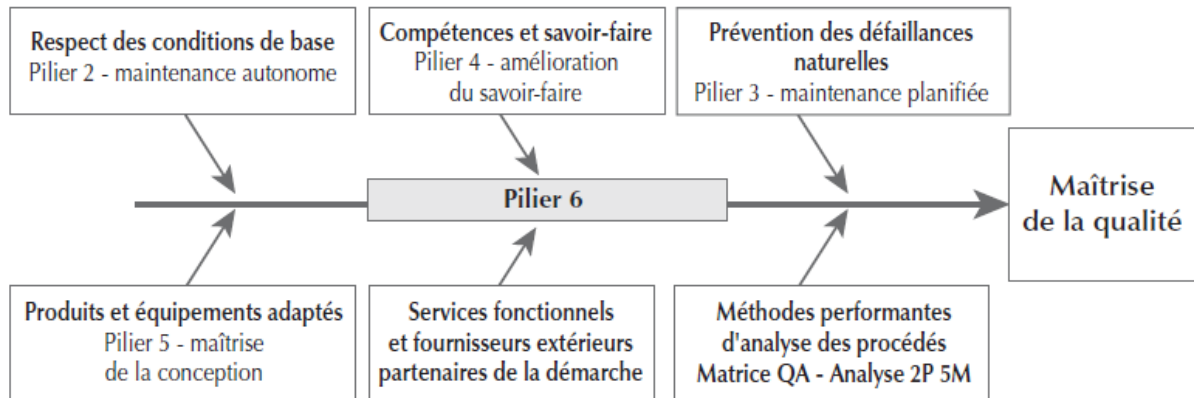 Respect des conditions de base
Pilier 2 - maintenance autonome
Compétences et savoir-faire
Pilier 4 - amélioration
du savoir-faire
Prévention des défaillances
naturelles
Pilier 3 - maintenance planifiée
Pilier 6
Maîtrise
de la qualité
Produits et équipements adaptés
Pilier 5 - maîtrise
de la conception
Services fonctionnels
et fournisseurs extérieurs
partenaires de la démarche
Méthodes performantes
d'analyse des procédés
Matrice QA - Analyse 2P 5M